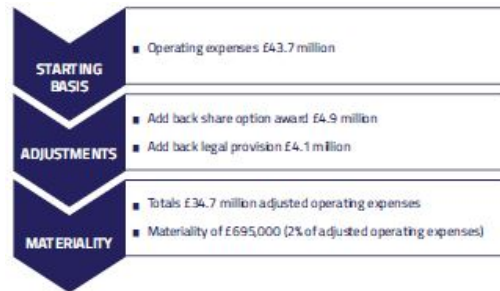 STARTING
BASIS
■ Operating expenses £43.7 million
ADJUSTMENTS
■ Add back share option award £4.9 million
■ Add back legal provision £4.1 million
MATERIALITY
■ Totals £34.7 million adjusted operating expenses
■ Materiality of £695,000 (2% of adjusted operating expenses)